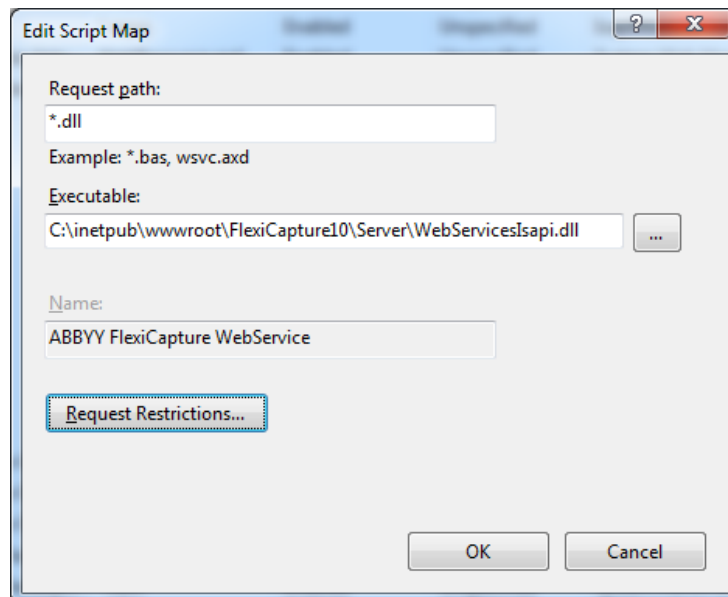 Edit Script Map
Request path:
*.dll
Example: *.bas, wsvc.axd
Executable:
C:\inetpub\wwwroot\FlexiCapture10\Server\WebServicesIsapi.dll
...
Name:
ABBYY FlexiCapture WebService
Request Restrictions...
OK Cancel